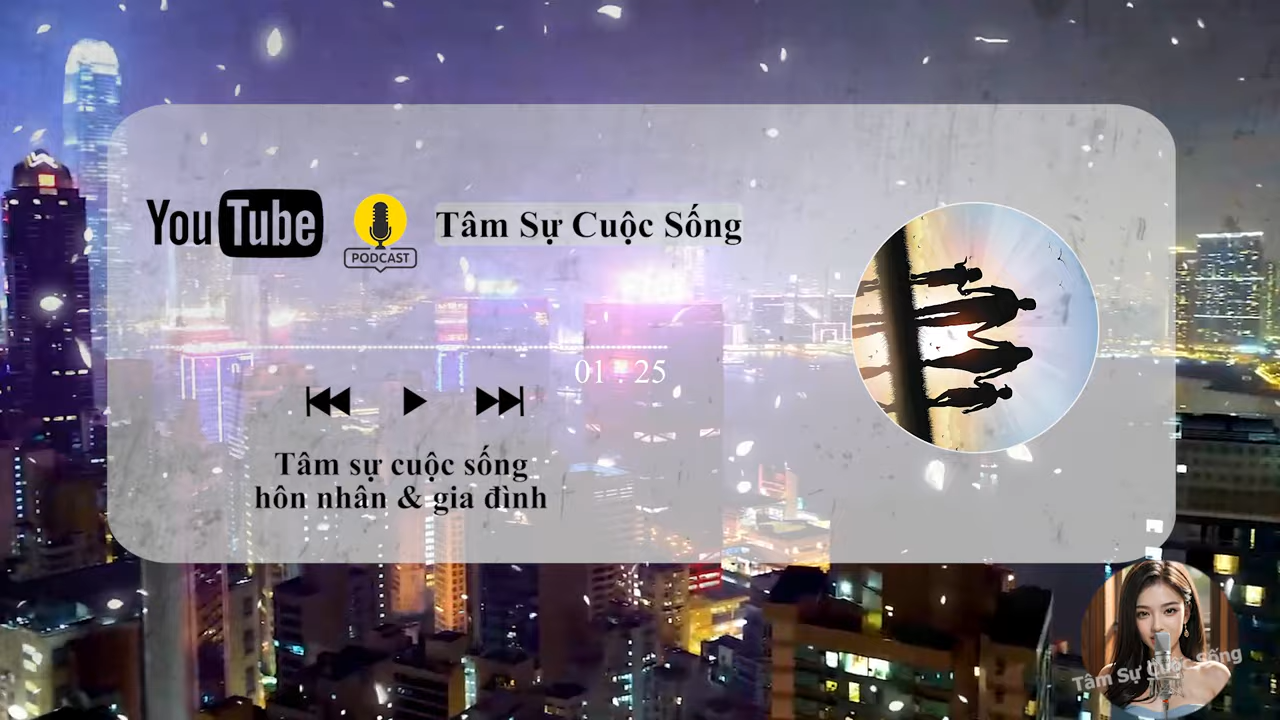 YouTube
PODCAST
Tâm Sự Cuộc Sống
01 : 25
Tâm sự cuộc sống
hôn nhân & gia đình
Tâm Sự Cuộc Sống